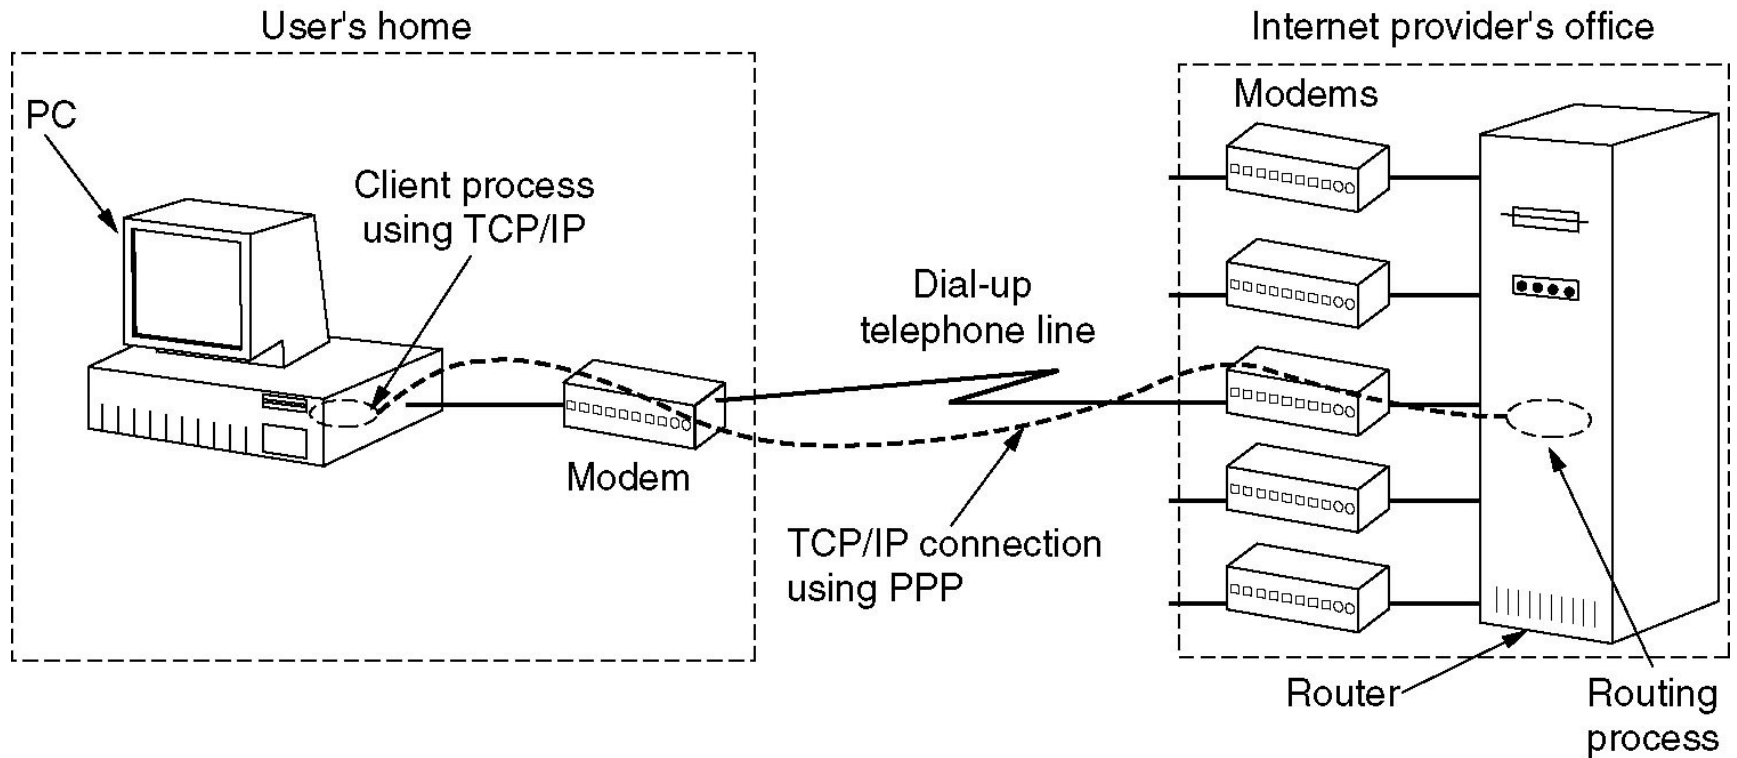 User's home
Internet provider's office
PC
Modems
Client process
using TCP/IP
Dial-up
telephone line
Modem
TCP/IP connection
using PPP
Router
Routing
process